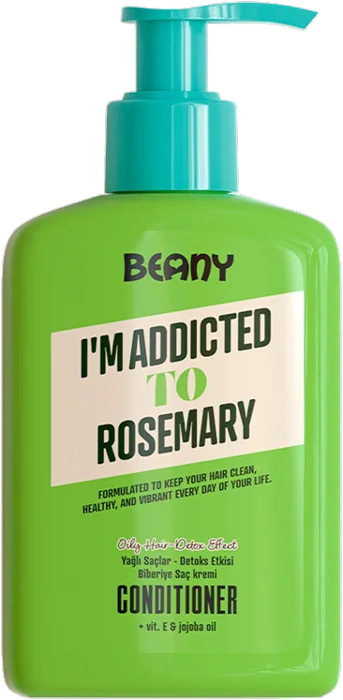 BEANY
I'M ADDICTED
TO
ROSEMARY
FORMULATED TO KEEP YOUR HAIR CLEAN,
HEALTHY, AND VIBRANT EVERY DAY OF YOUR LIFE.
Oily Hair-Detox Effect
Yağlı Saçlar - Detoks Etkisi
Biberiye Saç kremi
CONDITIONER
+ vit. E & jojoba oil